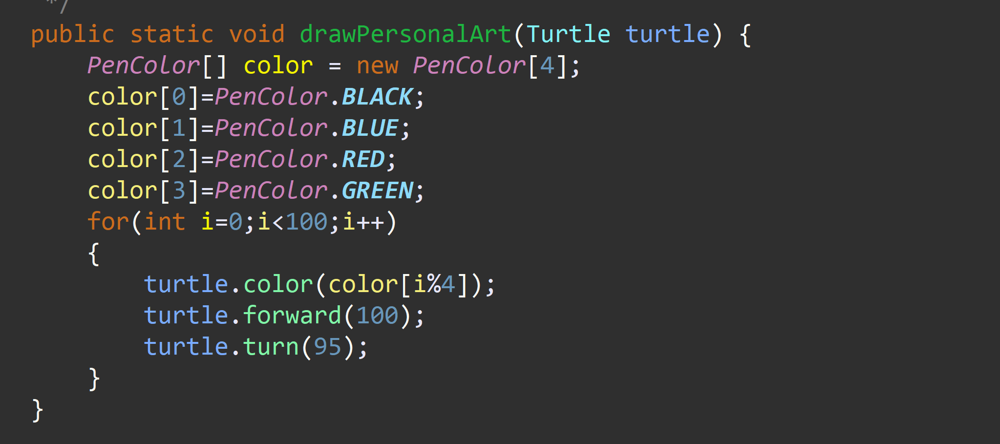 */
public static void drawPersonalArt(Turtle turtle) {
    PenColor[] color = new PenColor[4];
    color[0]=PenColor.BLACK;
    color[1]=PenColor.BLUE;
    color[2]=PenColor.RED;
    color[3]=PenColor.GREEN;
    for(int i=0;i<100;i++)
    {
        turtle.color(color[i%4]);
        turtle.forward(100);
        turtle.turn(95);
    }
}